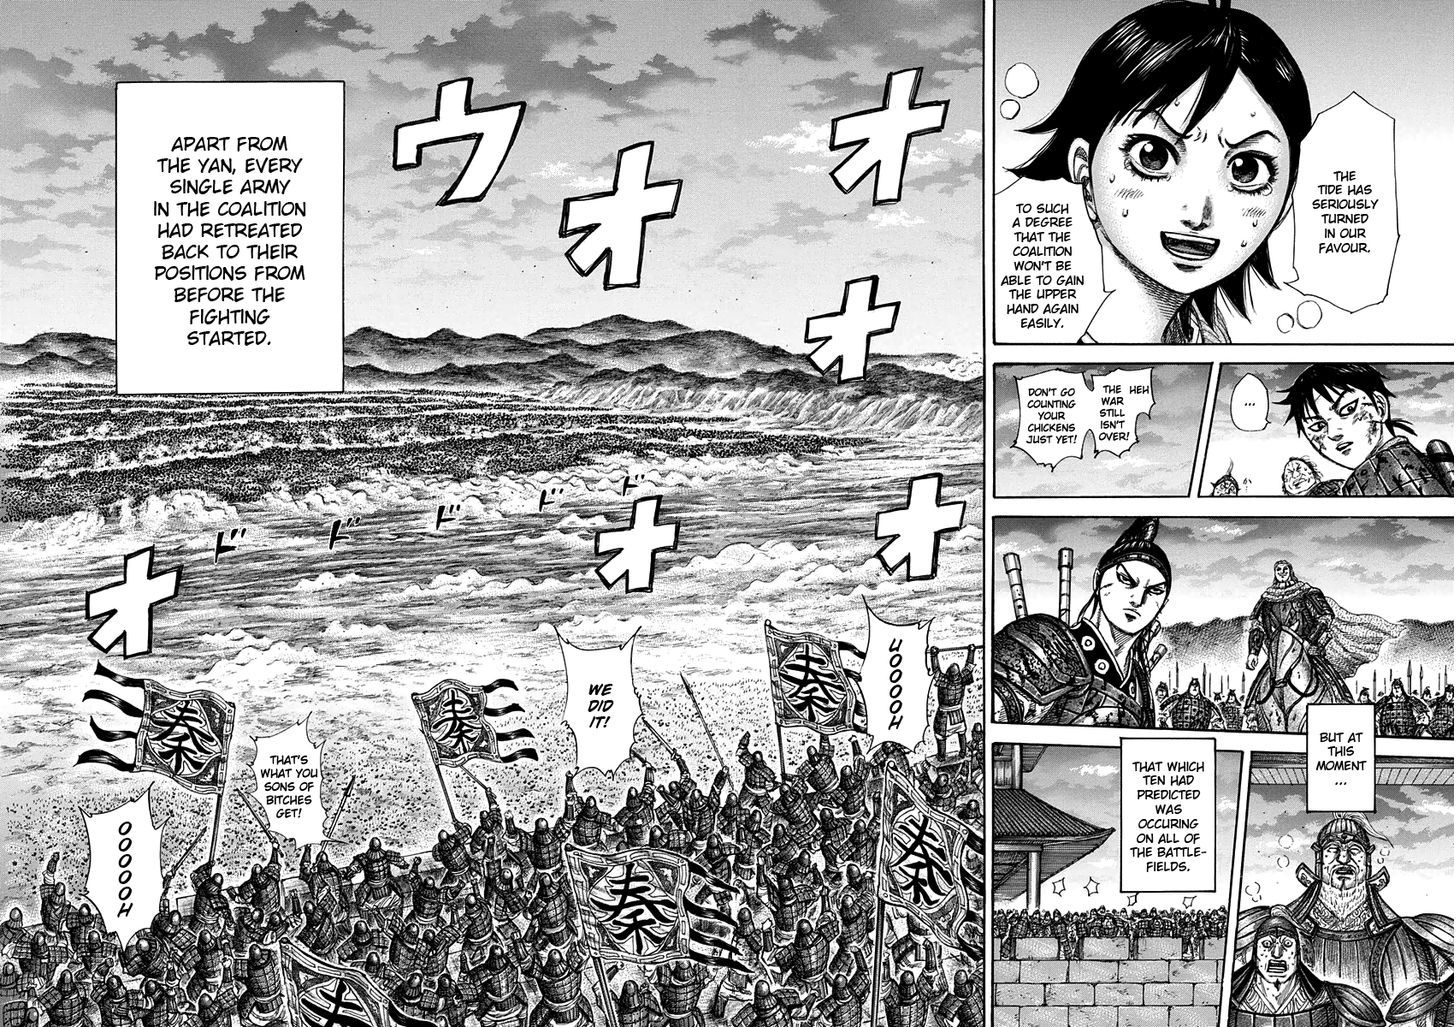 THE
TIDE HAS
SERIOUSLY
TURNED
IN OUR
FAVOUR,
TO SUCH
A DEGREE
THAT THE
COALITION
WON'T BE
ABLE TO GAIN
THE UPPER
HAND AGAIN
EASILY.
...
HEH
THE
WAR
STILL
ISN'T
OVER!
DON'T GO
COUNTING
YOUR
CHICKENS
JUST YET!
BUT AT
THIS
MOMENT
...
THAT WHICH
TEN HAD
PREDICTED
WAS
OCCURING
ON ALL OF
THE BATTLE-
FIELDS.
APART FROM
THE YAN, EVERY
SINGLE ARMY
IN THE COALITION
HAD RETREATED
BACK TO THEIR
POSITIONS FROM
BEFORE THE
FIGHTING
STARTED.
ウォオオオオオ
ドドドドド
UOOOOH
秦
WE
DID
IT!
秦
THAT'S
WHAT YOU
SONS OF
BITCHES
GET!
秦
OOOOOH
秦
秦
秦